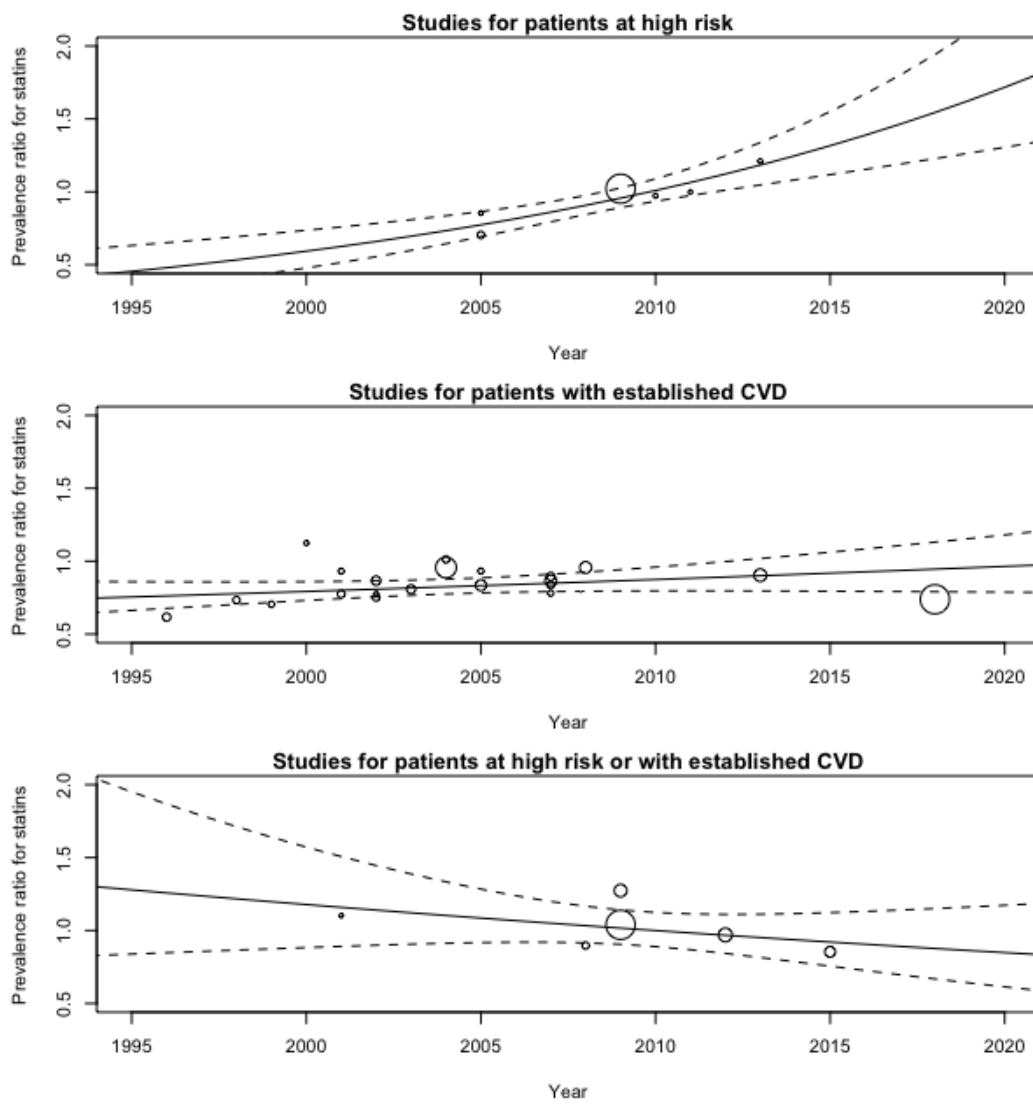 Studies for patients at high risk
Prevalence ratio for statins
2.0
1.5
1.0
0.5
1995 2000 2005 2010 2015 2020
Year
Studies for patients with established CVD
Prevalence ratio for statins
2.0
1.5
1.0
0.5
1995 2000 2005 2010 2015 2020
Year
Studies for patients at high risk or with established CVD
Prevalence ratio for statins
2.0
1.5
1.0
0.5
1995 2000 2005 2010 2015 2020
Year